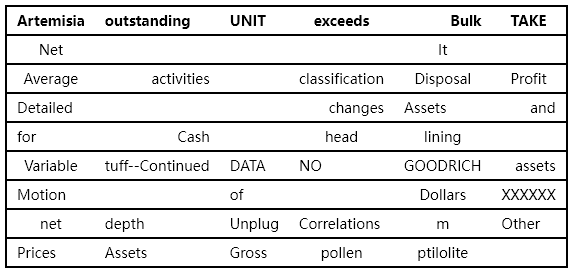 Artemisia outstanding UNIT exceeds Bulk TAKE
Net It
Average activities classification Disposal Profit
Detailed changes Assets and
for Cash head lining
Variable tuff--Continued DATA NO GOODRICH assets
Motion of Dollars XXXXXX
net depth Unplug Correlations m Other
Prices Assets Gross pollen ptilolite